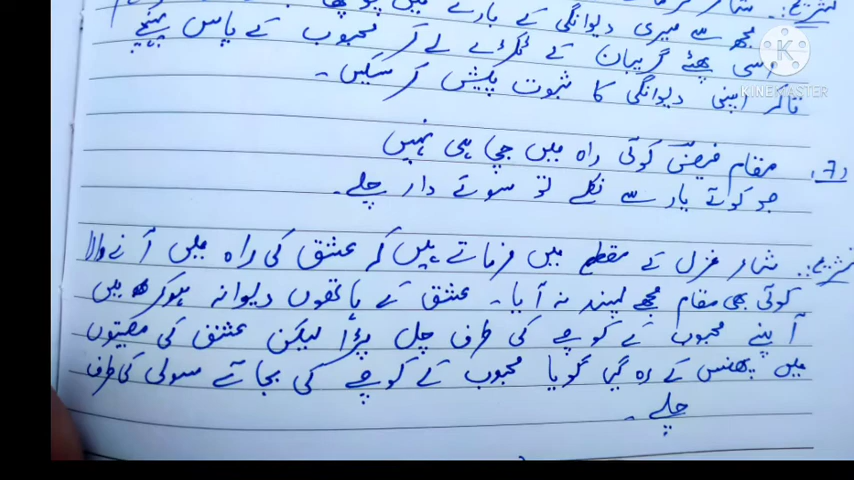 مجھ سے میری دیوانگی کے بارے میں
اسی پھٹے گریبان کے ٹکڑے لے کر محبوب کے پاس پہنچے
تاکہ اپنی دیوانگی کا ثبوت پیش کر سکیں۔
KINEMASTER
(7) مقام فیضؔ کوئی راہ میں جچا ہی نہیں
جو کوئے یار سے نکلے تو سوئے دار چلے۔
تشریح:۔ شاعر غزل کے مقطع میں فرماتے ہیں کہ عشق کی راہ میں آنے والا
کوئی بھی مقام مجھے پسند نہ آیا۔ عشق کے ہاتھوں دیوانہ ہوکر میں
اپنے محبوب کے کوچے کی طرف چل پڑا لیکن عشق کی مصیبتوں
میں پھنس کے رہ گیا گویا محبوب کے کوچے کی بجائے سولی کی طرف
چلے۔